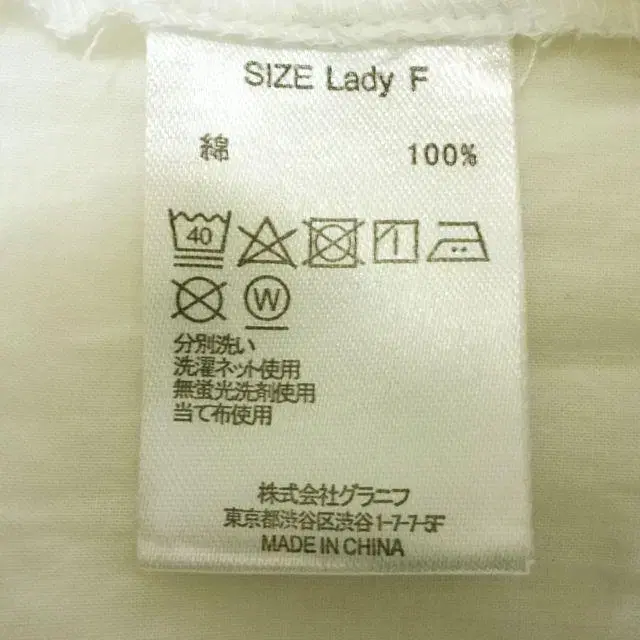 SIZE Lady F
綿 100%
40
W
分別洗い
洗濯ネット使用
無蛍光洗剤使用
当て布使用
株式会社グラニフ
東京都渋谷区渋谷1-7-7-5F
MADE IN CHINA